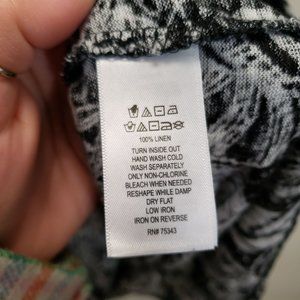 100% LINEN
TURN INSIDE OUT
HAND WASH COLD
WASH SEPARATELY
ONLY NON-CHLORINE
BLEACH WHEN NEEDED
RESHAPE WHILE DAMP
DRY FLAT
LOW IRON
IRON ON REVERSE
RN# 75343